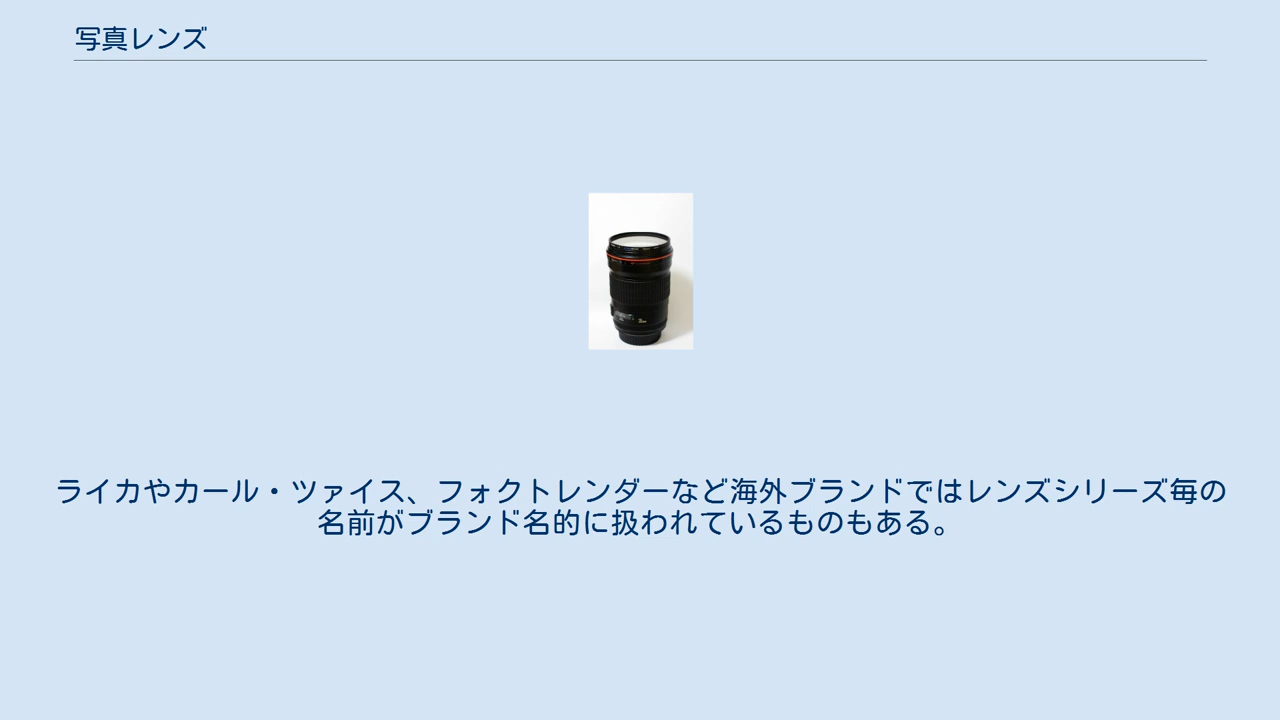 写真レンズ
ライカやカール・ツァイス、フォクトレンダーなど海外ブランドではレンズシリーズ毎の
名前がブランド名的に扱われているものもある。